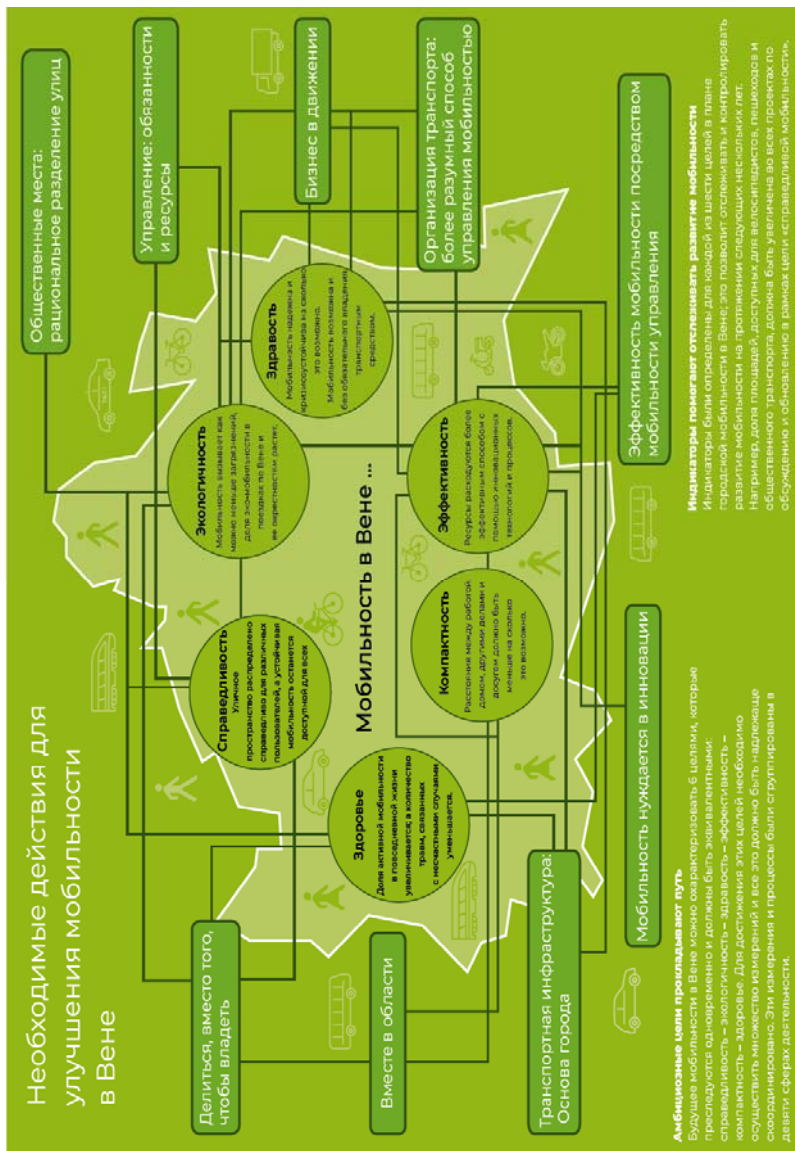 Необходимые действия для
улучшения мобильности
в Вене
Общественные места:
рациональное разделение улиц
Управление: обязанности
и ресурсы
Бизнес в движении
Организация транспорта:
более разумный способ
управления мобильностью
Эффективность мобильности посредством
мобильности управления
Мобильность нуждается в инновации
Транспортная инфраструктура:
Основа города
Вместе в области
Делиться, вместо того,
чтобы владеть
Мобильность в Вене ...
Здоровье
Доля активной мобильности
в повседневной жизни
увеличивается; а количество
травм, связанных
с несчастными случаями
уменьшается,
Справедливость
Уличное
пространство распределено
справедливо для различных
пользователей, а устойчивая
мобильность останется
доступной для всех
Экологичность
Мобильность вызывает как
можно меньше загрязнений,
доля эко-мобильности в
поездках по Вене и
ее окрестностям растет.
Здравость
Мобильность надежна и
кризисоустойчива на сколько
это возможно.
Мобильность возможна и
без обязательного владения
транспортным
средством.
Компактность
Расстояния между работой
домом, другими делами и
досугом должно быть
меньше на сколько
это возможно.
Эффективность
Ресурсы расходуются более
эффективным способом с
помощью инновационных
технологий и процессов.
Амбициозные цели прокладывают путь
Будущее мобильности в Вене можно охарактеризовать 6 целями, которые
преследуются одновременно и должны быть эквивалентными:
справедливость – экологичность – здравость – эффективность –
компактность – здоровье. Для достижения этих целей необходимо
осуществить множество измерений и все это должно быть надлежаще
скоординировано. Эти измерения и процессы были сгруппированы в
девяти сферах деятельности.
Индикаторы помогают отслеживать развитие мобильности
Индикаторы были определены для каждой из шести целей в плане
городской мобильности в Вене; это позволит отслеживать и контролировать
развитие мобильности на протяжении следующих нескольких лет.
Например, доля площадей, доступных для велосипедистов, пешеходов и
общественного транспорта, должна быть увеличена во всех проектах по
обсуждению и обновлению в рамках цели «справедливой мобильности».